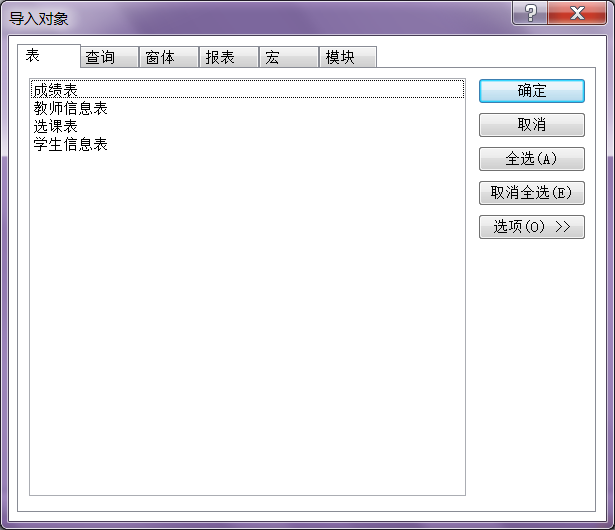 导入对象
表 查询 窗体 报表 宏 模块
成绩表
教师信息表
选课表
学生信息表
确定
取消
全选(A)
取消全选(E)
选项(O) >>